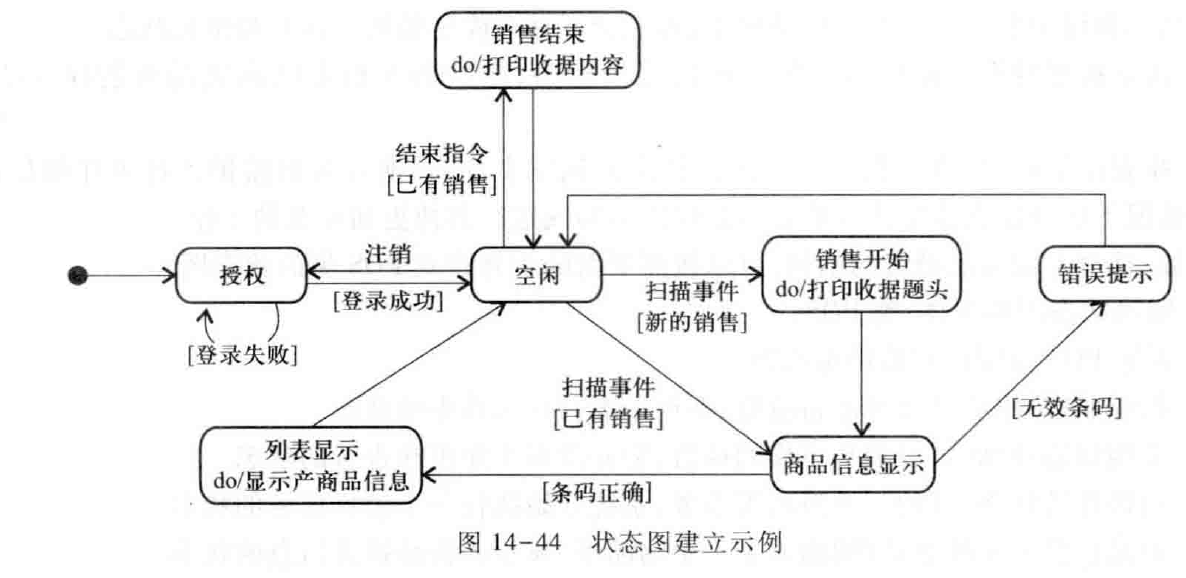 销售结束
do/打印收据内容
结束指令
[已有销售]
注销
授权
空闲
销售开始
do/打印收据题头
错误提示
[登录成功]
扫描事件
[新的销售]
[登录失败]
扫描事件
[已有销售]
[无效条码]
列表显示
do/显示产商品信息
商品信息显示
[条码正确]
图 14-44 状态图建立示例